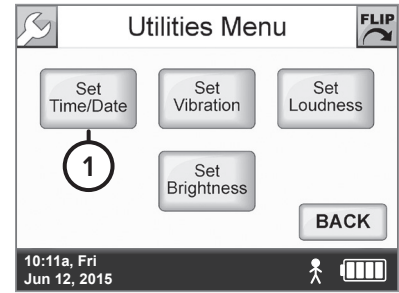 Utilities Menu
FLIP
Set
Time/Date
Set
Vibration
Set
Loudness
1
Set
Brightness
BACK
10:11a, Fri
Jun 12, 2015